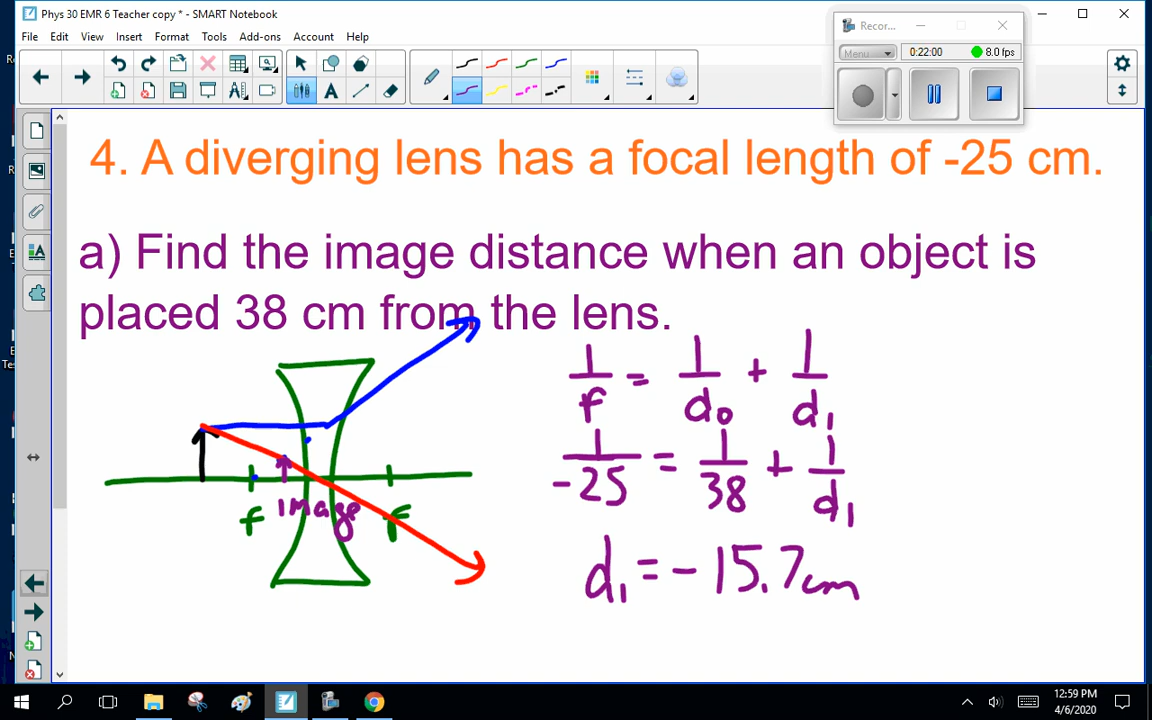 Phys 30 EMR 6 Teacher copy * - SMART Notebook
Recor...
File Edit View Insert Format Tools Add-ons Account Help
Menu 0:22:00 8.0 fps
4. A diverging lens has a focal length of -25 cm.
a) Find the image distance when an object is
placed 38 cm from the lens.
1/f = 1/do + 1/di
1/-25 = 1/38 + 1/di
f image f
di = -15.7cm
12:59 PM
4/6/2020